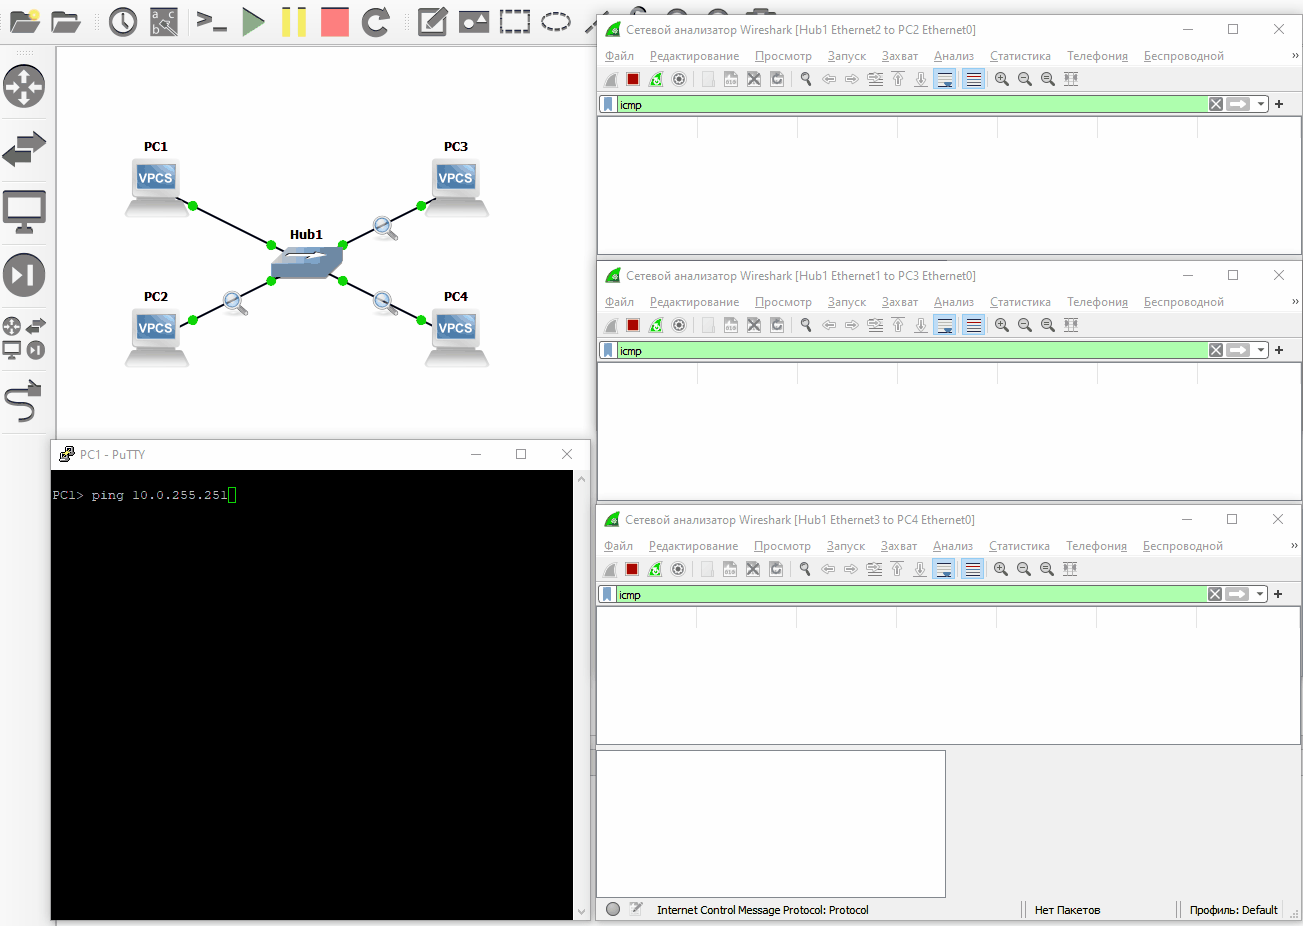 PC1
VPCS
PC3
VPCS
Hub1
PC2
VPCS
PC4
VPCS
PC1 - PuTTY
PC1> ping 10.0.255.251
Сетевой анализатор Wireshark [Hub1 Ethernet2 to PC2 Ethernet0]
Файл Редактирование Просмотр Запуск Захват Анализ Статистика Телефония Беспроводной »
icmp
Сетевой анализатор Wireshark [Hub1 Ethernet1 to PC3 Ethernet0]
Файл Редактирование Просмотр Запуск Захват Анализ Статистика Телефония Беспроводной »
icmp
Сетевой анализатор Wireshark [Hub1 Ethernet3 to PC4 Ethernet0]
Файл Редактирование Просмотр Запуск Захват Анализ Статистика Телефония Беспроводной »
icmp
Internet Control Message Protocol: Protocol
Нет Пакетов
Профиль: Default